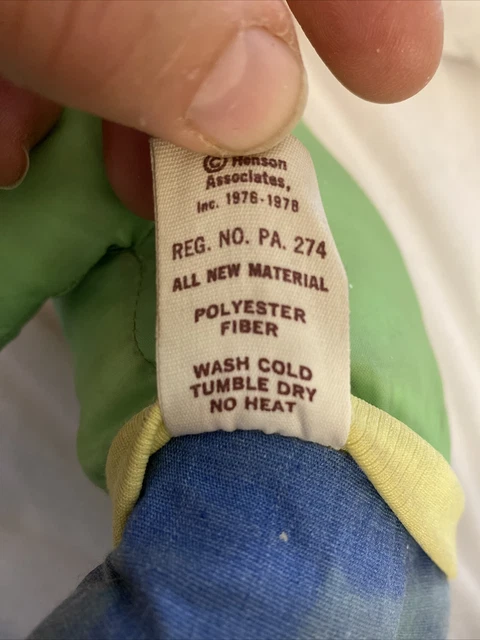 © Henson
Associates,
Inc. 1976-1978
REG. NO. PA. 274
ALL NEW MATERIAL
POLYESTER
FIBER
WASH COLD
TUMBLE DRY
NO HEAT